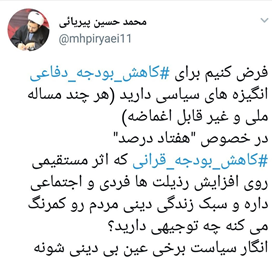 محمد حسین پیریائی
@mhpiryaei11
فرض کنیم برای #کاهش_بودجه_دفاعی
انگیزه های سیاسی دارید (هر چند مساله
ملی و غیر قابل اغماضه)
در خصوص "هفتاد درصد"
#کاهش_بودجه_قرانی که اثر مستقیمی
روی افزایش رذیلت ها فردی و اجتماعی
داره و سبک زندگی دینی مردم رو کمرنگ
می کنه چه توجیهی دارید؟
انگار سیاست برخی عین بی دینی شونه